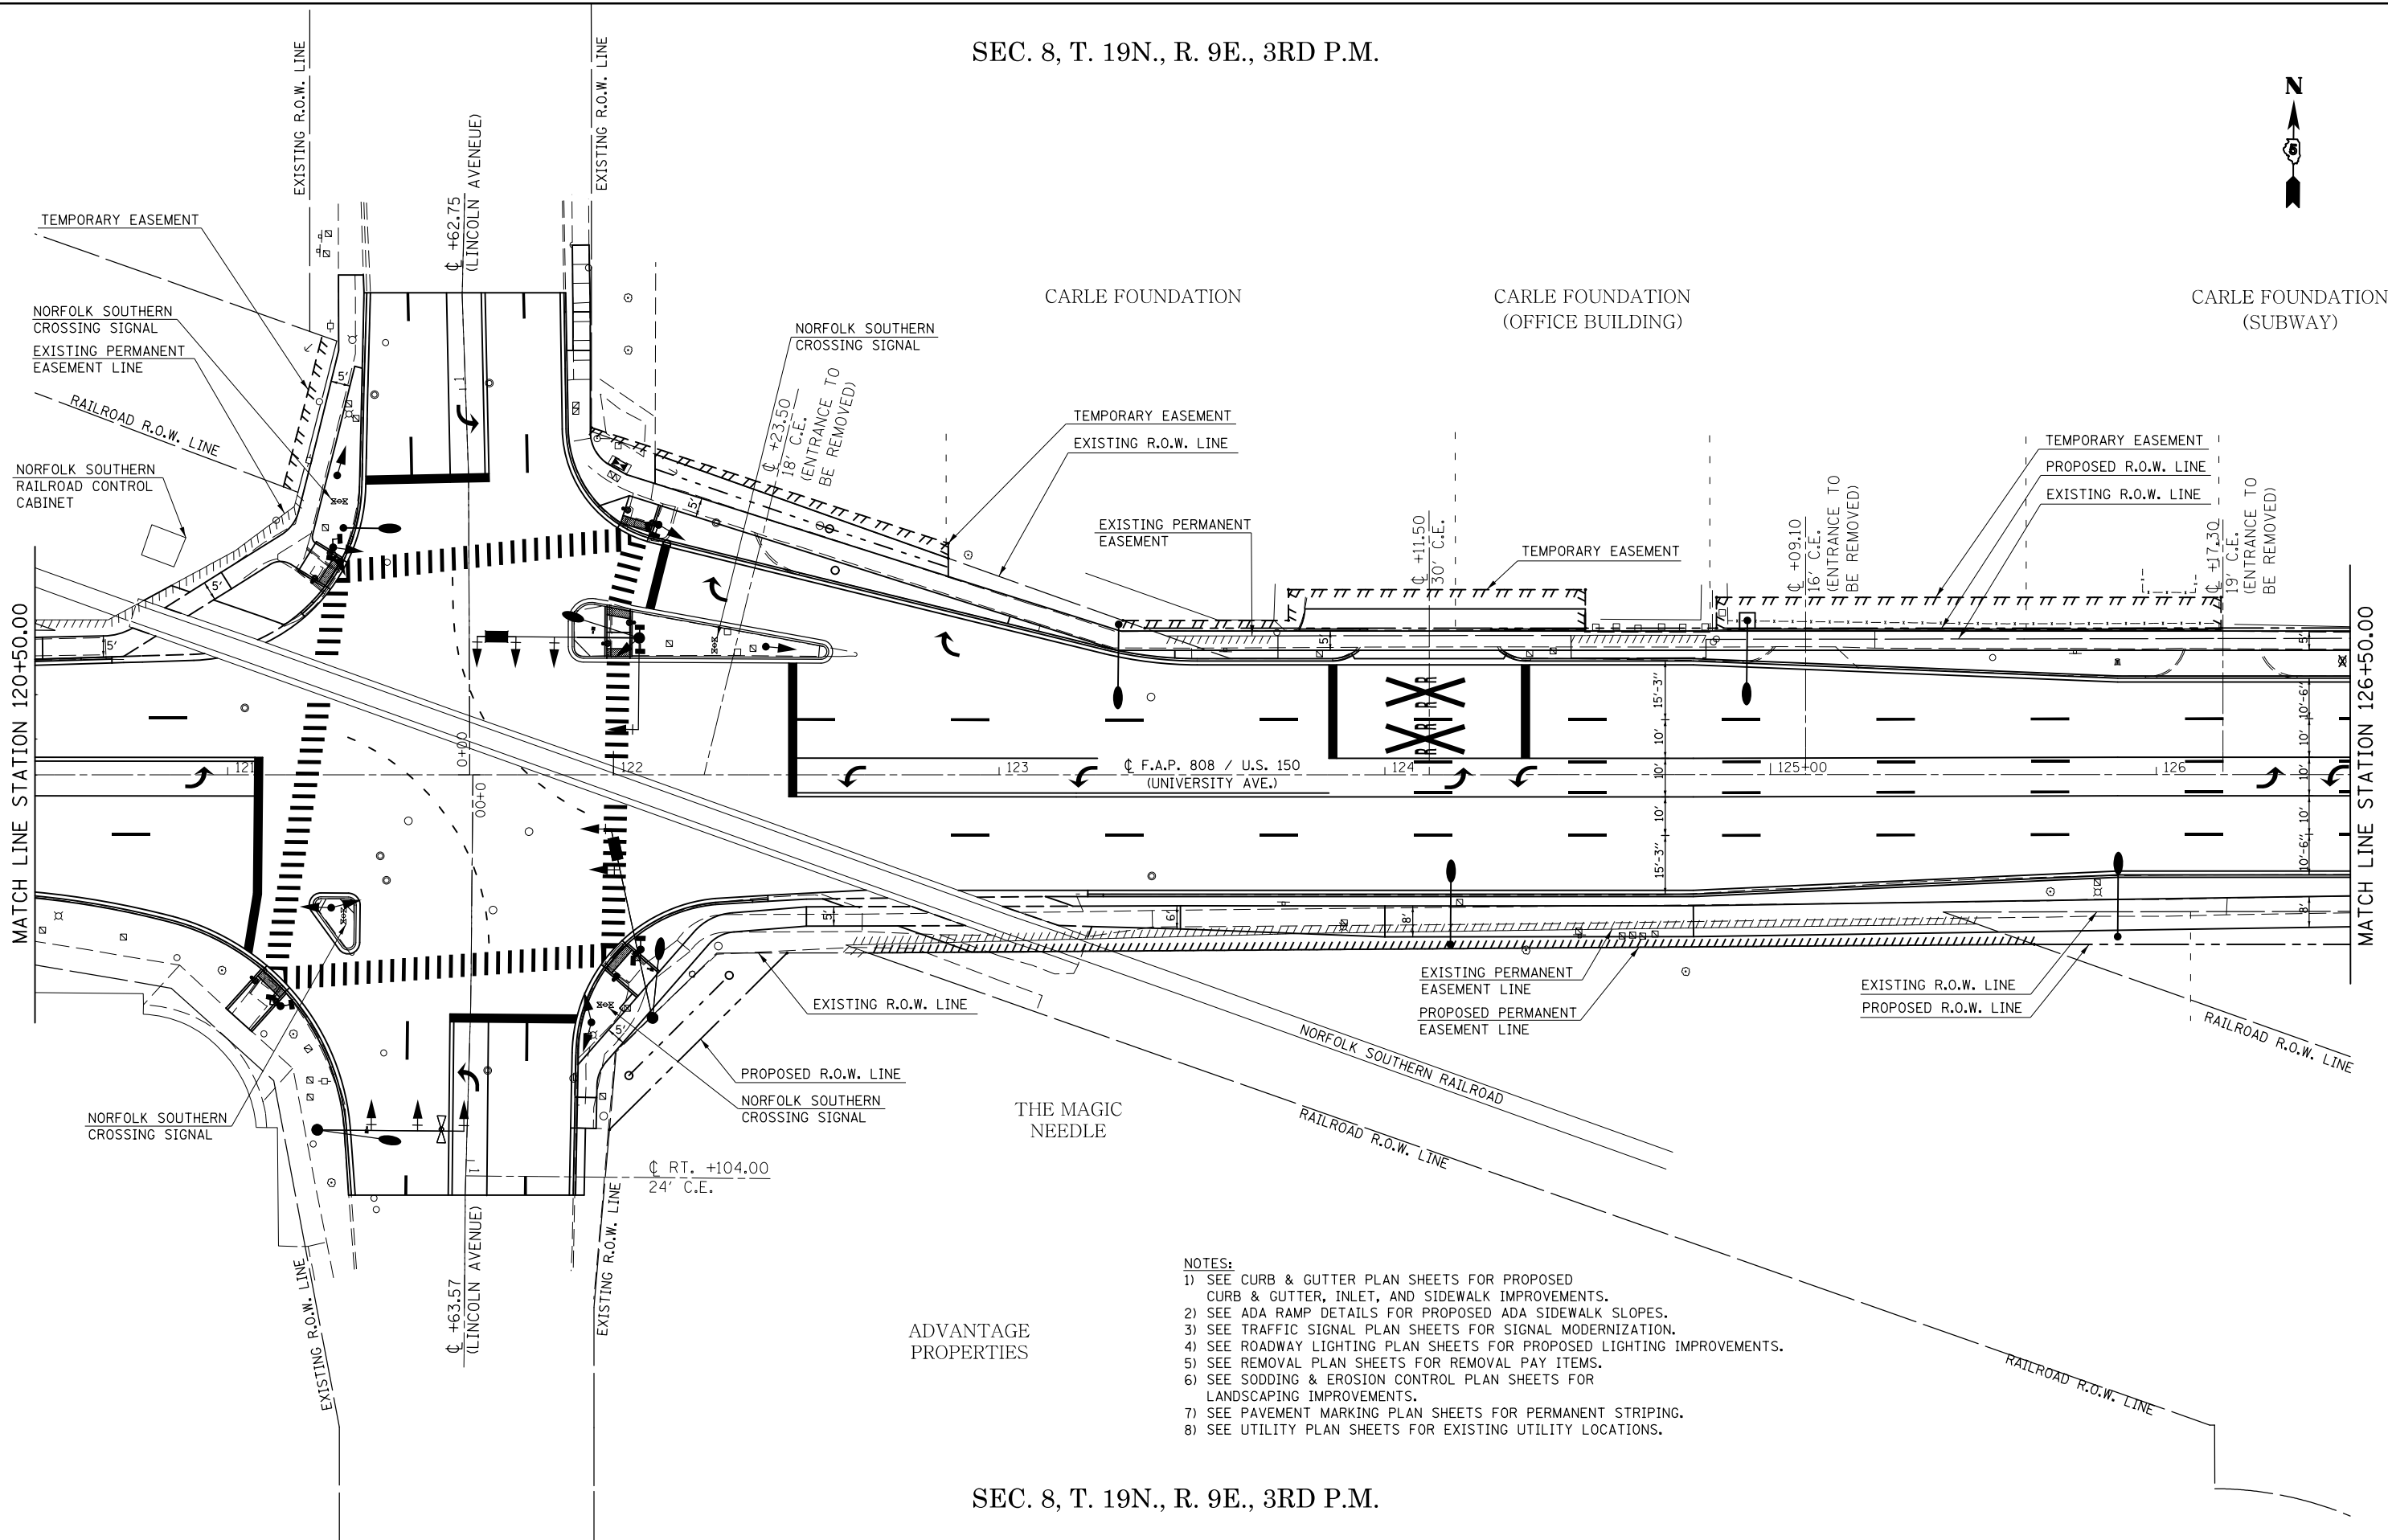 SEC. 8, T. 19N., R. 9E., 3RD P.M.
N
5
EXISTING R.O.W. LINE
EXISTING R.O.W. LINE
℄ +62.75
(LINCOLN AVENEUE)
TEMPORARY EASEMENT
NORFOLK SOUTHERN
CROSSING SIGNAL
EXISTING PERMANENT
EASEMENT LINE
RAILROAD R.O.W. LINE
NORFOLK SOUTHERN
RAILROAD CONTROL
CABINET
NORFOLK SOUTHERN
CROSSING SIGNAL
℄ +23.50
18' C.E.
(ENTRANCE TO
BE REMOVED)
CARLE FOUNDATION
CARLE FOUNDATION
(OFFICE BUILDING)
CARLE FOUNDATION
(SUBWAY)
TEMPORARY EASEMENT
EXISTING R.O.W. LINE
EXISTING PERMANENT
EASEMENT
℄ +11.50
30' C.E.
TEMPORARY EASEMENT
℄ +09.10
16' C.E.
(ENTRANCE TO
BE REMOVED)
TEMPORARY EASEMENT
PROPOSED R.O.W. LINE
EXISTING R.O.W. LINE
℄ +17.30
19' C.E.
(ENTRANCE TO
BE REMOVED)
MATCH LINE STATION 120+50.00
MATCH LINE STATION 126+50.00
5'
5'
5'
5'
5'
5'
1
R R
R R
15'-3"
10'
10'
10'
15'-3"
10'-6"
10'
10'
10'
10'-6"
8'
121
0+00
0+00
122
123
℄ F.A.P. 808 / U.S. 150
(UNIVERSITY AVE.)
124
125+00
126
5'
6'
8'
5'
1
EXISTING R.O.W. LINE
EXISTING PERMANENT
EASEMENT LINE
PROPOSED PERMANENT
EASEMENT LINE
EXISTING R.O.W. LINE
PROPOSED R.O.W. LINE
RAILROAD R.O.W. LINE
NORFOLK SOUTHERN RAILROAD
RAILROAD R.O.W. LINE
RAILROAD R.O.W. LINE
PROPOSED R.O.W. LINE
NORFOLK SOUTHERN
CROSSING SIGNAL
NORFOLK SOUTHERN
CROSSING SIGNAL
THE MAGIC
NEEDLE
℄ RT. +104.00
24' C.E.
℄ +63.57
(LINCOLN AVENUE)
EXISTING R.O.W. LINE
EXISTING R.O.W. LINE
ADVANTAGE
PROPERTIES
NOTES:
1) SEE CURB & GUTTER PLAN SHEETS FOR PROPOSED
CURB & GUTTER, INLET, AND SIDEWALK IMPROVEMENTS.
2) SEE ADA RAMP DETAILS FOR PROPOSED ADA SIDEWALK SLOPES.
3) SEE TRAFFIC SIGNAL PLAN SHEETS FOR SIGNAL MODERNIZATION.
4) SEE ROADWAY LIGHTING PLAN SHEETS FOR PROPOSED LIGHTING IMPROVEMENTS.
5) SEE REMOVAL PLAN SHEETS FOR REMOVAL PAY ITEMS.
6) SEE SODDING & EROSION CONTROL PLAN SHEETS FOR
LANDSCAPING IMPROVEMENTS.
7) SEE PAVEMENT MARKING PLAN SHEETS FOR PERMANENT STRIPING.
8) SEE UTILITY PLAN SHEETS FOR EXISTING UTILITY LOCATIONS.
SEC. 8, T. 19N., R. 9E., 3RD P.M.